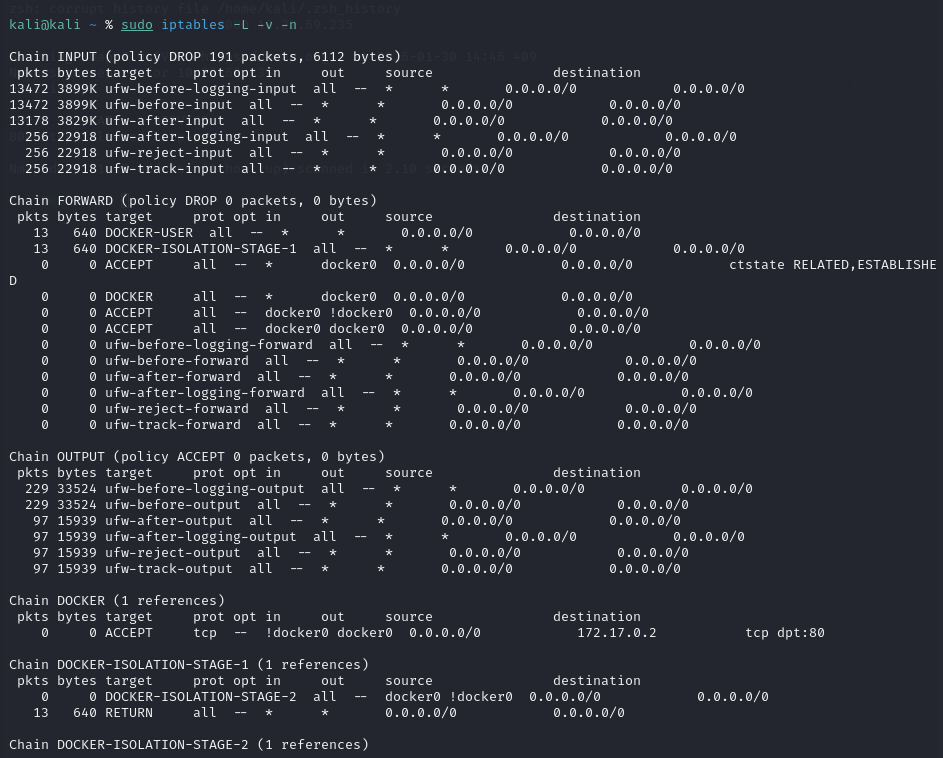 zsh: corrupt history file /home/kali/.zsh_history
kali@kali ~ % sudo iptables -L -v -n
Chain INPUT (policy DROP 191 packets, 6112 bytes)
pkts bytes target prot opt in out source destination
13472 3899K ufw-before-logging-input all -- * * 0.0.0.0/0 0.0.0.0/0
13472 3899K ufw-before-input all -- * * 0.0.0.0/0 0.0.0.0/0
13178 3829K ufw-after-input all -- * * 0.0.0.0/0 0.0.0.0/0
256 22918 ufw-after-logging-input all -- * * 0.0.0.0/0 0.0.0.0/0
256 22918 ufw-reject-input all -- * * 0.0.0.0/0 0.0.0.0/0
256 22918 ufw-track-input all -- * * 0.0.0.0/0 0.0.0.0/0
Chain FORWARD (policy DROP 0 packets, 0 bytes)
pkts bytes target prot opt in out source destination
13 640 DOCKER-USER all -- * * 0.0.0.0/0 0.0.0.0/0
13 640 DOCKER-ISOLATION-STAGE-1 all -- * * 0.0.0.0/0 0.0.0.0/0
0 0 ACCEPT all -- * docker0 0.0.0.0/0 0.0.0.0/0 ctstate RELATED,ESTABLISHE
D
0 0 DOCKER all -- * docker0 0.0.0.0/0 0.0.0.0/0
0 0 ACCEPT all -- docker0 !docker0 0.0.0.0/0 0.0.0.0/0
0 0 ACCEPT all -- docker0 docker0 0.0.0.0/0 0.0.0.0/0
0 0 ufw-before-logging-forward all -- * * 0.0.0.0/0 0.0.0.0/0
0 0 ufw-before-forward all -- * * 0.0.0.0/0 0.0.0.0/0
0 0 ufw-after-forward all -- * * 0.0.0.0/0 0.0.0.0/0
0 0 ufw-after-logging-forward all -- * * 0.0.0.0/0 0.0.0.0/0
0 0 ufw-reject-forward all -- * * 0.0.0.0/0 0.0.0.0/0
0 0 ufw-track-forward all -- * * 0.0.0.0/0 0.0.0.0/0
Chain OUTPUT (policy ACCEPT 0 packets, 0 bytes)
pkts bytes target prot opt in out source destination
229 33524 ufw-before-logging-output all -- * * 0.0.0.0/0 0.0.0.0/0
229 33524 ufw-before-output all -- * * 0.0.0.0/0 0.0.0.0/0
97 15939 ufw-after-output all -- * * 0.0.0.0/0 0.0.0.0/0
97 15939 ufw-after-logging-output all -- * * 0.0.0.0/0 0.0.0.0/0
97 15939 ufw-reject-output all -- * * 0.0.0.0/0 0.0.0.0/0
97 15939 ufw-track-output all -- * * 0.0.0.0/0 0.0.0.0/0
Chain DOCKER (1 references)
pkts bytes target prot opt in out source destination
0 0 ACCEPT tcp -- !docker0 docker0 0.0.0.0/0 172.17.0.2 tcp dpt:80
Chain DOCKER-ISOLATION-STAGE-1 (1 references)
pkts bytes target prot opt in out source destination
0 0 DOCKER-ISOLATION-STAGE-2 all -- docker0 !docker0 0.0.0.0/0 0.0.0.0/0
13 640 RETURN all -- * * 0.0.0.0/0 0.0.0.0/0
Chain DOCKER-ISOLATION-STAGE-2 (1 references)